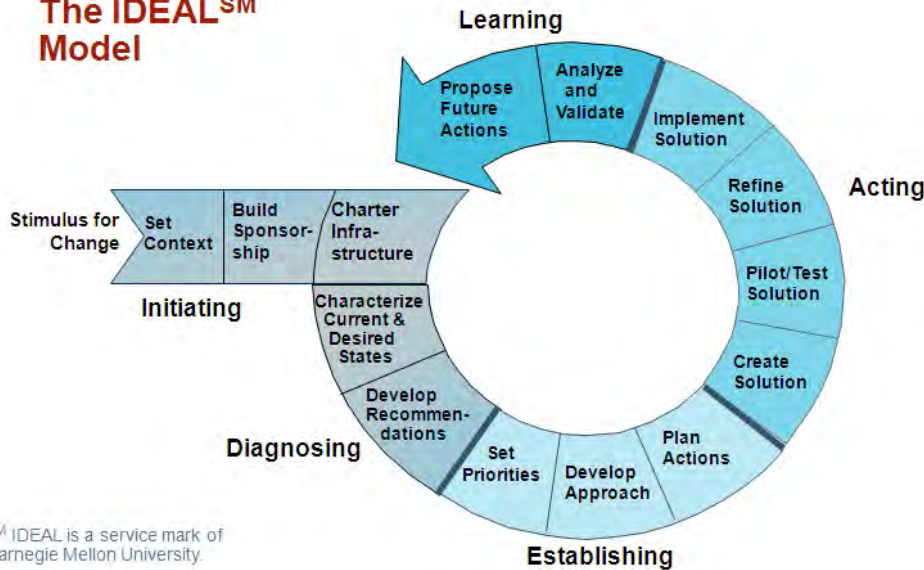 The IDEAL℠
Model
Learning
Propose
Future
Actions
Analyze
and
Validate
Implement
Solution
Refine
Solution
Acting
Pilot/Test
Solution
Create
Solution
Stimulus for
Change
Set
Context
Build
Sponsor-
ship
Charter
Infra-
structure
Initiating
Characterize
Current &
Desired
States
Develop
Recommen-
dations
Diagnosing
Set
Priorities
Develop
Approach
Plan
Actions
Establishing
IDEAL is a service mark of
arnegie Mellon University.